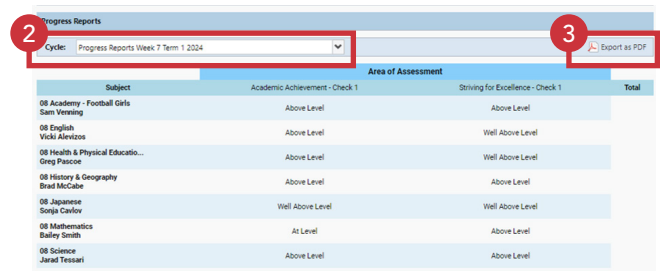 Progress Reports
2
3
Cycle: Progress Reports Week 7 Term 1 2024
Export as PDF
Area of Assessment
Subject Academic Achievement - Check 1 Striving for Excellence - Check 1 Total
08 Academy - Football Girls
Sam Venning
Above Level Above Level
08 English
Vicki Alevizos
Above Level Well Above Level
08 Health & Physical Educatio...
Greg Pascoe
Above Level Well Above Level
08 History & Geography
Brad McCabe
Above Level Above Level
08 Japanese
Sonja Cavlov
Well Above Level Well Above Level
08 Mathematics
Bailey Smith
At Level Above Level
08 Science
Jarad Tessari
Above Level Above Level